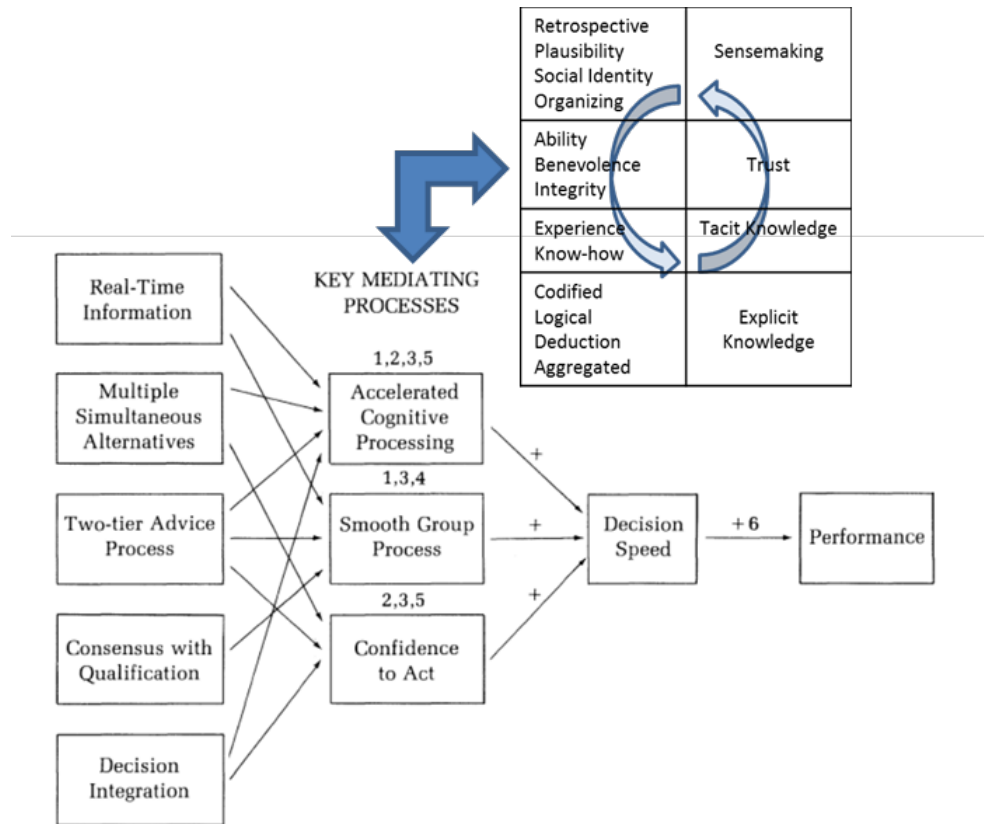 Retrospective
Plausibility
Social Identity
Organizing
Sensemaking
Ability
Benevolence
Integrity
Trust
Experience
Know-how
Tacit Knowledge
Codified
Logical
Deduction
Aggregated
Explicit
Knowledge
KEY MEDIATING
PROCESSES
Real-Time
Information
Multiple
Simultaneous
Alternatives
Two-tier Advice
Process
Consensus with
Qualification
Decision
Integration
1,2,3,5
Accelerated
Cognitive
Processing
1,3,4
Smooth Group
Process
2,3,5
Confidence
to Act
+
+
+
Decision
Speed
+6
Performance